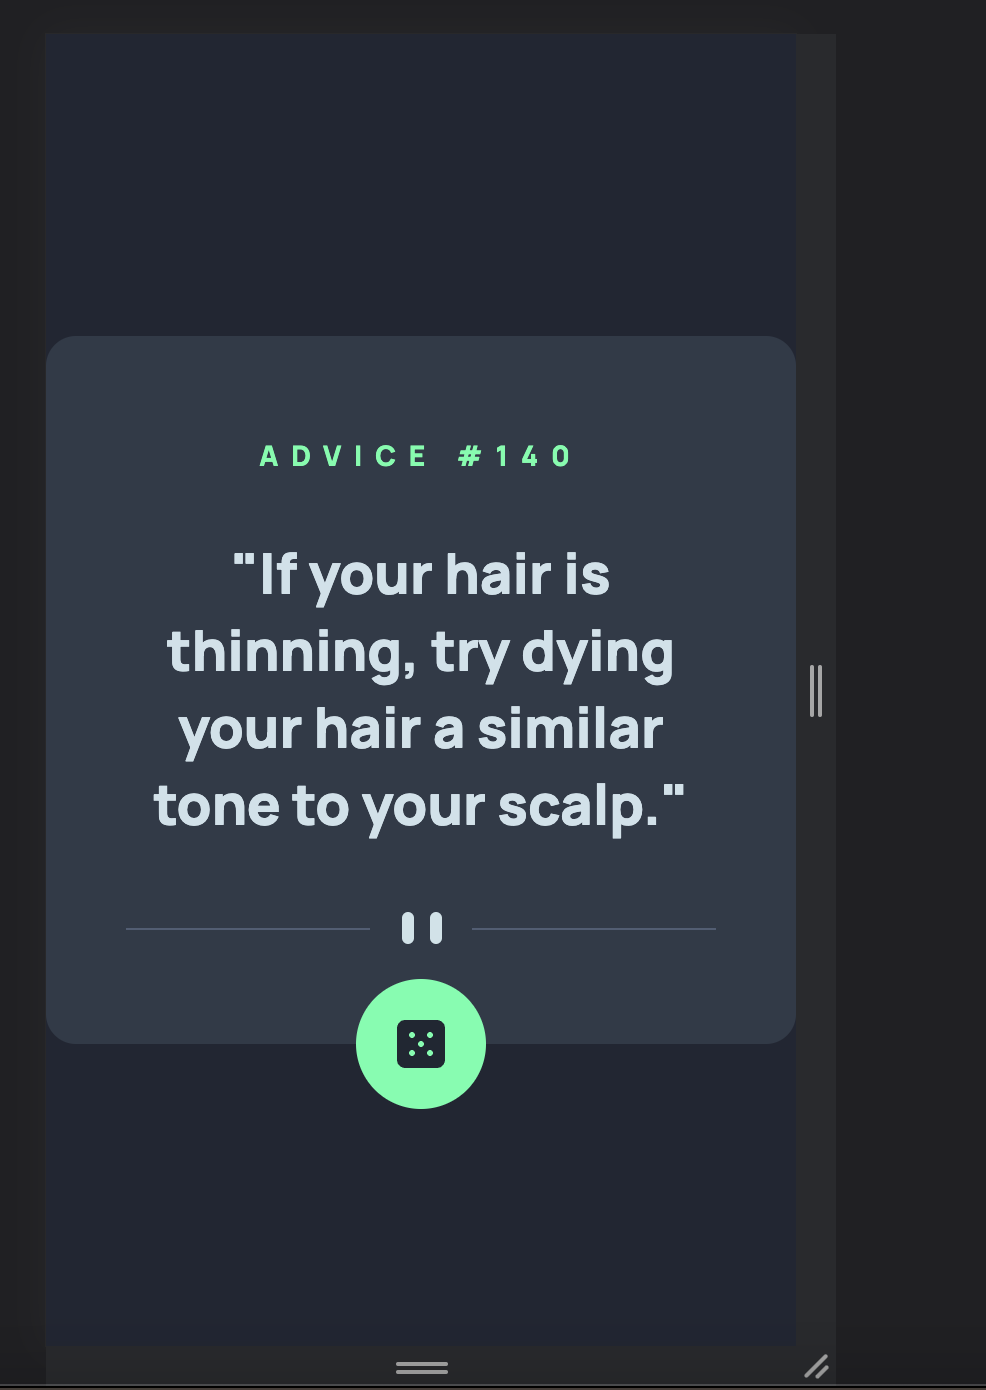 ADVICE #140
"If your hair is
thinning, try dying
your hair a similar
tone to your scalp."